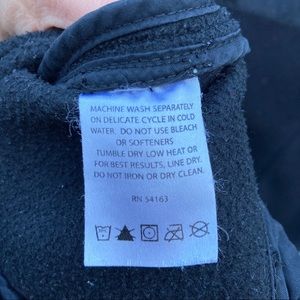 MACHINE WASH SEPARATELY
ON DELICATE CYCLE IN COLD
WATER. DO NOT USE BLEACH
OR SOFTENERS
TUMBLE DRY LOW HEAT OR
FOR BEST RESULTS, LINE DRY.
DO NOT IRON OR DRY CLEAN.
RN 54163